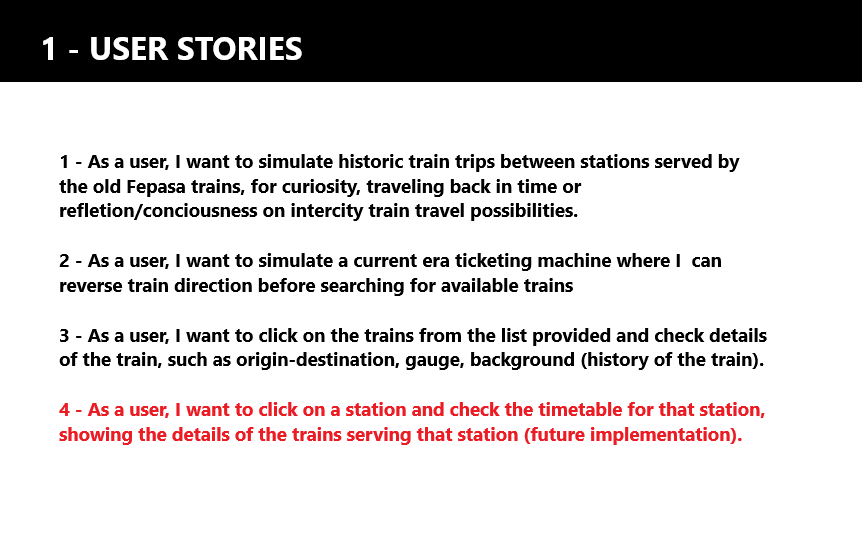 1 - USER STORIES
1 - As a user, I want to simulate historic train trips between stations served by
the old Fepasa trains, for curiosity, traveling back in time or
refletion/conciousness on intercity train travel possibilities.
2 - As a user, I want to simulate a current era ticketing machine where I  can
reverse train direction before searching for available trains
3 - As a user, I want to click on the trains from the list provided and check details
of the train, such as origin-destination, gauge, background (history of the train).
4 - As a user, I want to click on a station and check the timetable for that station,
showing the details of the trains serving that station (future implementation).